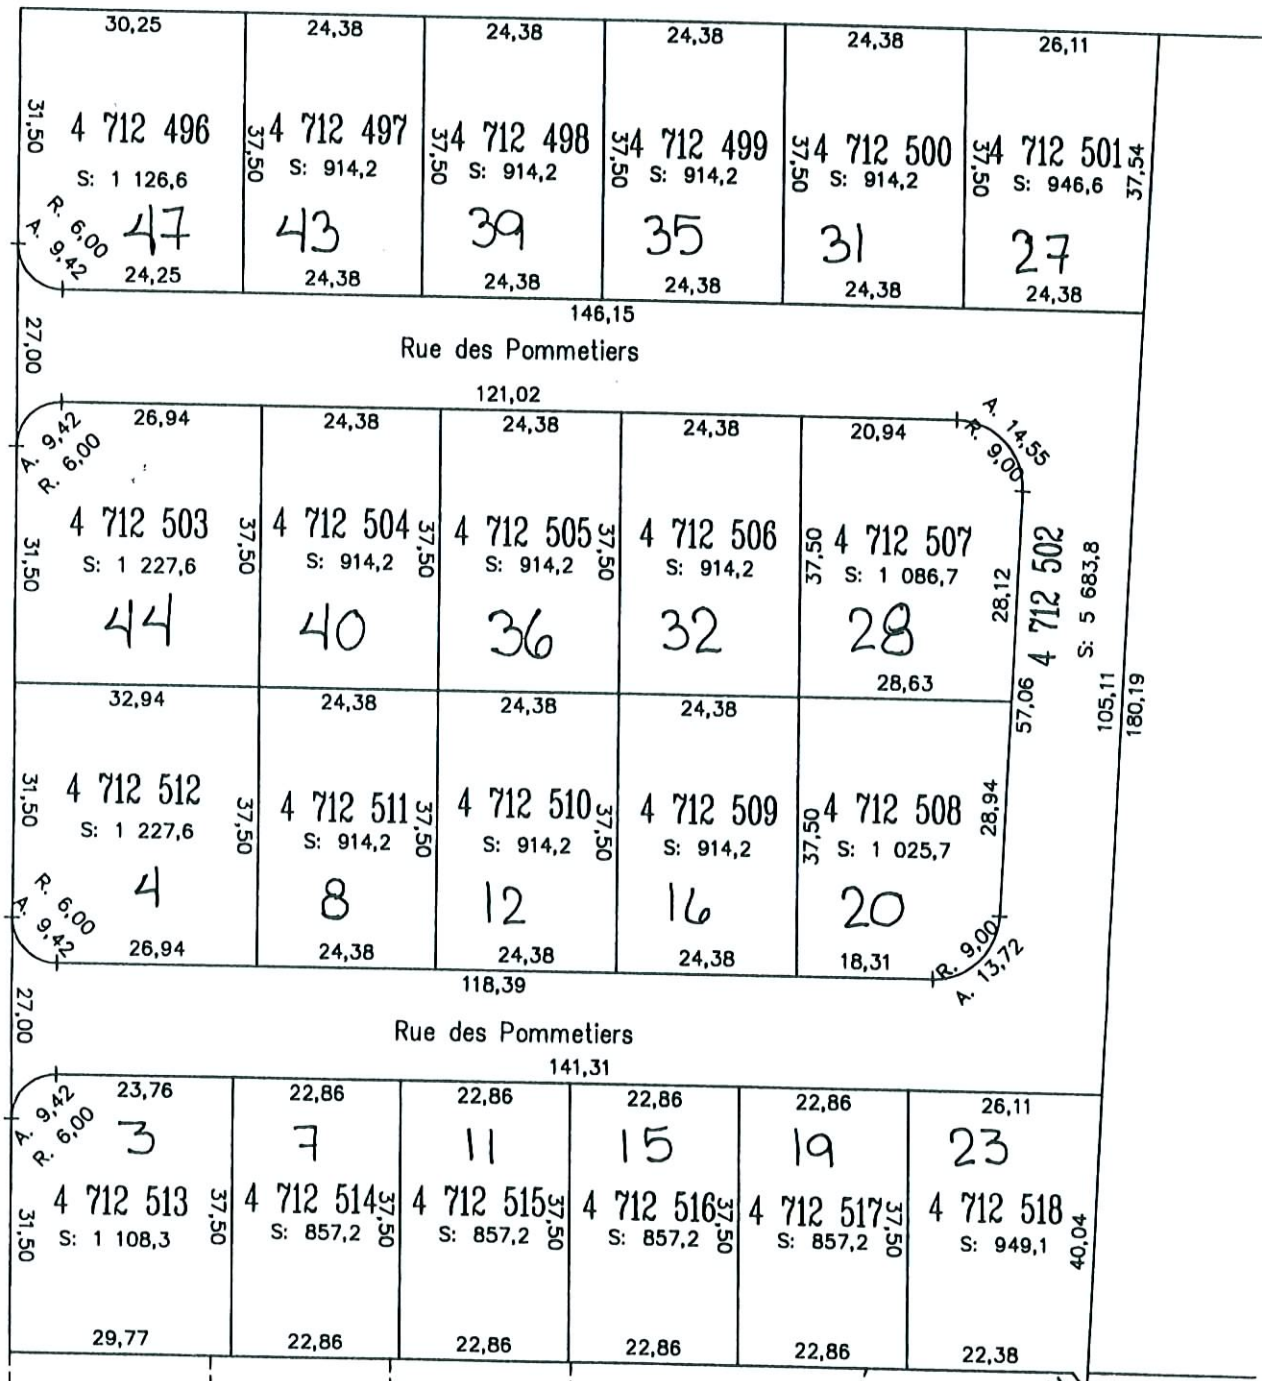 30,25 24,38 24,38 24,38 24,38 26,11
31,50 4 712 496 37,50 4 712 497 37,50 4 712 498 37,50 4 712 499 37,50 4 712 500 37,50 4 712 501 37,54
S: 1 126,6 S: 914,2 S: 914,2 S: 914,2 S: 914,2 S: 946,6
R. 6,00
A. 9,42
47 43 39 35 31 27
24,25 24,38 24,38 24,38 24,38 24,38
146,15
27,00
Rue des Pommetiers
121,02
A. 9,42
R. 6,00
26,94 24,38 24,38 24,38 20,94
A. 14,55
R. 9,00
31,50 4 712 503 37,50 4 712 504 37,50 4 712 505 37,50 4 712 506 37,50 4 712 507 28,12
S: 1 227,6 S: 914,2 S: 914,2 S: 914,2 S: 1 086,7
44 40 36 32 28
4 712 502
S: 5 683,8
28,63
32,94 24,38 24,38 24,38
57,06 105,11 180,19
31,50 4 712 512 37,50 4 712 511 37,50 4 712 510 37,50 4 712 509 37,50 4 712 508 28,94
S: 1 227,6 S: 914,2 S: 914,2 S: 914,2 S: 1 025,7
R. 6,00
A. 9,42
4 8 12 16 20
26,94 24,38 24,38 24,38 18,31
R. 9,00
A. 13,72
118,39
27,00
Rue des Pommetiers
141,31
A. 9,42
R. 6,00
23,76 22,86 22,86 22,86 22,86 26,11
3 7 11 15 19 23
31,50 4 712 513 37,50 4 712 514 37,50 4 712 515 37,50 4 712 516 37,50 4 712 517 37,50 4 712 518 40,04
S: 1 108,3 S: 857,2 S: 857,2 S: 857,2 S: 857,2 S: 949,1
29,77 22,86 22,86 22,86 22,86 22,38